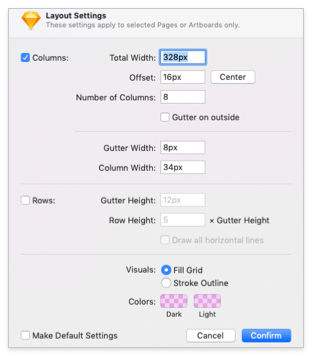 Layout Settings
These settings apply to selected Pages or Artboards only.
Columns: Total Width: 328px
Offset: 16px Center
Number of Columns: 8
Gutter on outside
Gutter Width: 8px
Column Width: 34px
Rows: Gutter Height: 12px
Row Height: 5 × Gutter Height
Draw all horizontal lines
Visuals: Fill Grid
Stroke Outline
Colors:
Dark Light
Make Default Settings Cancel Confirm